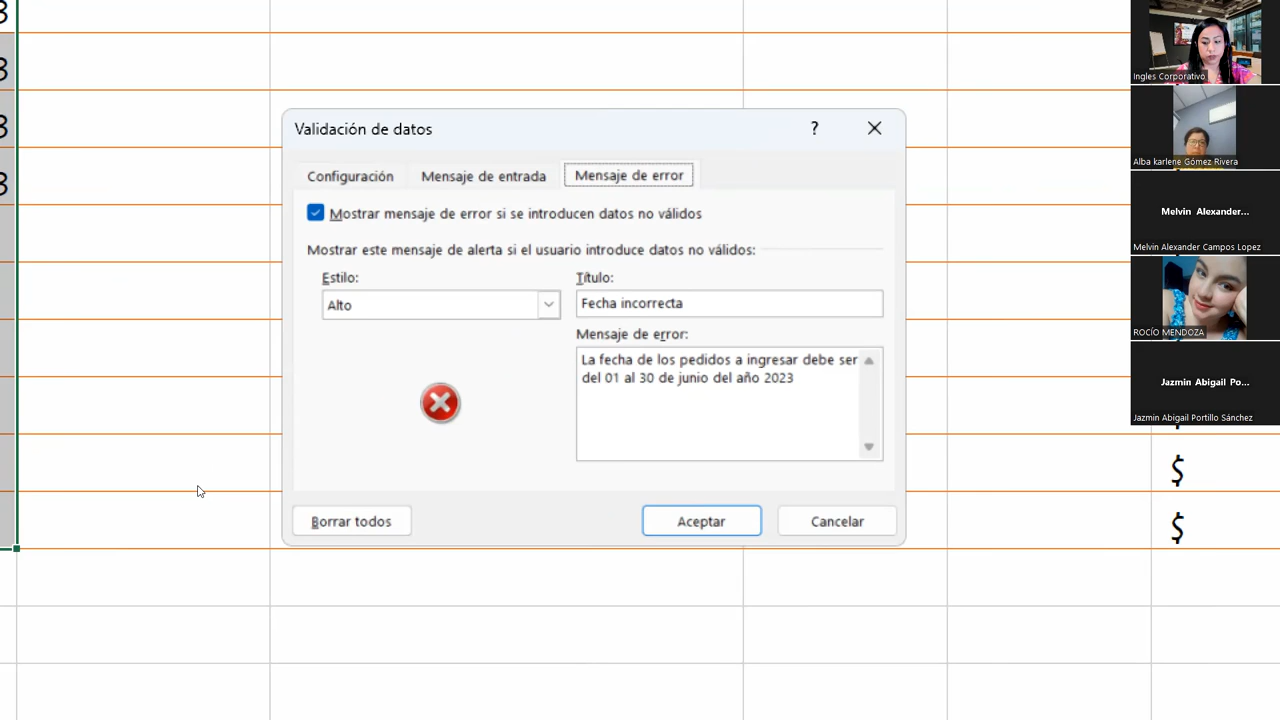 3
3
3
3
Validación de datos
?
Configuración
Mensaje de entrada
Mensaje de error
Mostrar mensaje de error si se introducen datos no válidos
Mostrar este mensaje de alerta si el usuario introduce datos no válidos:
Estilo:
Título:
Alto
Fecha incorrecta
Mensaje de error:
La fecha de los pedidos a ingresar debe ser
del 01 al 30 de junio del año 2023
Borrar todos
Aceptar
Cancelar
Ingles Corporativo
Alba karlene Gómez Rivera
Melvin Alexander...
Melvin Alexander Campos Lopez
ROCÍO MENDOZA
Jazmin Abigail Po...
Jazmin Abigail Portillo Sánchez
$
$